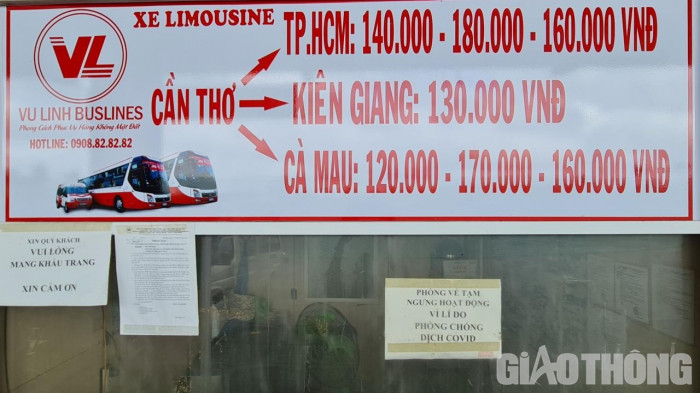 XE LIMOUSINE
VL
VU LINH BUSLINES
Phong Cách Phục Vụ Hàng Không Mặt Đất
HOTLINE: 0908.82.82.82
CẦN THƠ
TP.HCM: 140.000 - 180.000 - 160.000 VNĐ
KIÊN GIANG: 130.000 VNĐ
CÀ MAU: 120.000 - 170.000 - 160.000 VNĐ
XIN QUÝ KHÁCH
VUI LÒNG
MANG KHẨU TRANG
XIN CẢM ƠN
PHÒNG VÉ TẠM
NGƯNG HOẠT ĐỘNG
VÌ LÍ DO
PHÒNG CHỐNG
DỊCH COVID
GIAOTHÔNG